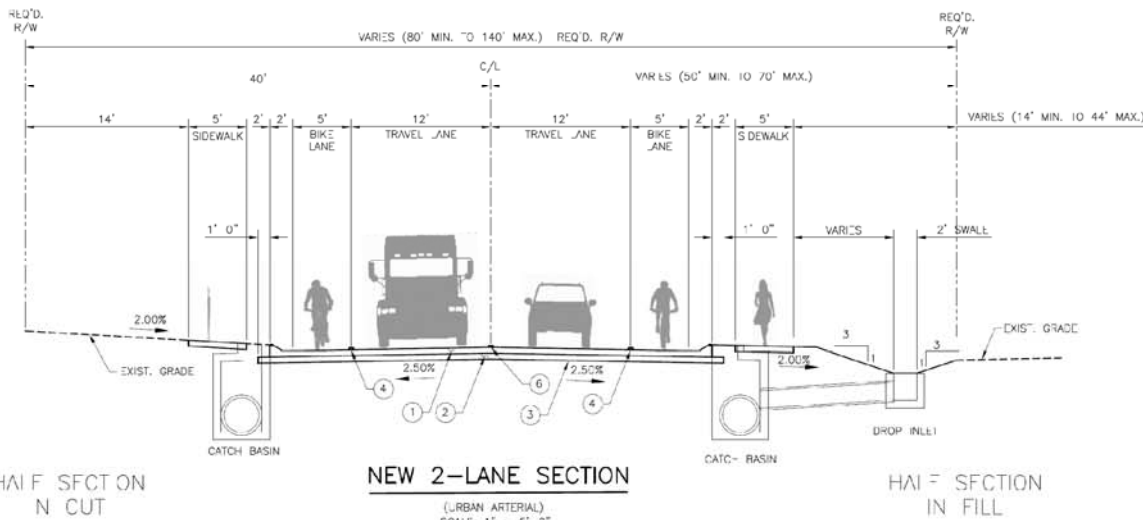 REQ'D.
R/W
REQ'D.
R/W
VARIES (80' MIN. TO 140' MAX.) REQ'D. R/W
C/L
40'
VARIES (50' MIN. TO 70' MAX.)
14'
5'
2'
2'
5'
12'
12'
5'
2'
2'
5'
VARIES (14' MIN. TO 44' MAX.)
SIDEWALK
BIKE
LANE
TRAVEL LANE
TRAVEL LANE
BIKE
LANE
SIDEWALK
1' 0"
1' 0"
VARIES
2' SWALE
2.00%
EXIST. GRADE
3
1
3
1
EXIST. GRADE
2.00%
2.50%
2.50%
4
1
2
6
3
4
CATCH BASIN
CATCH BASIN
DROP INLET
NEW 2-LANE SECTION
(URBAN ARTERIAL)
HALF SECTION
IN CUT
HALF SECTION
IN FILL